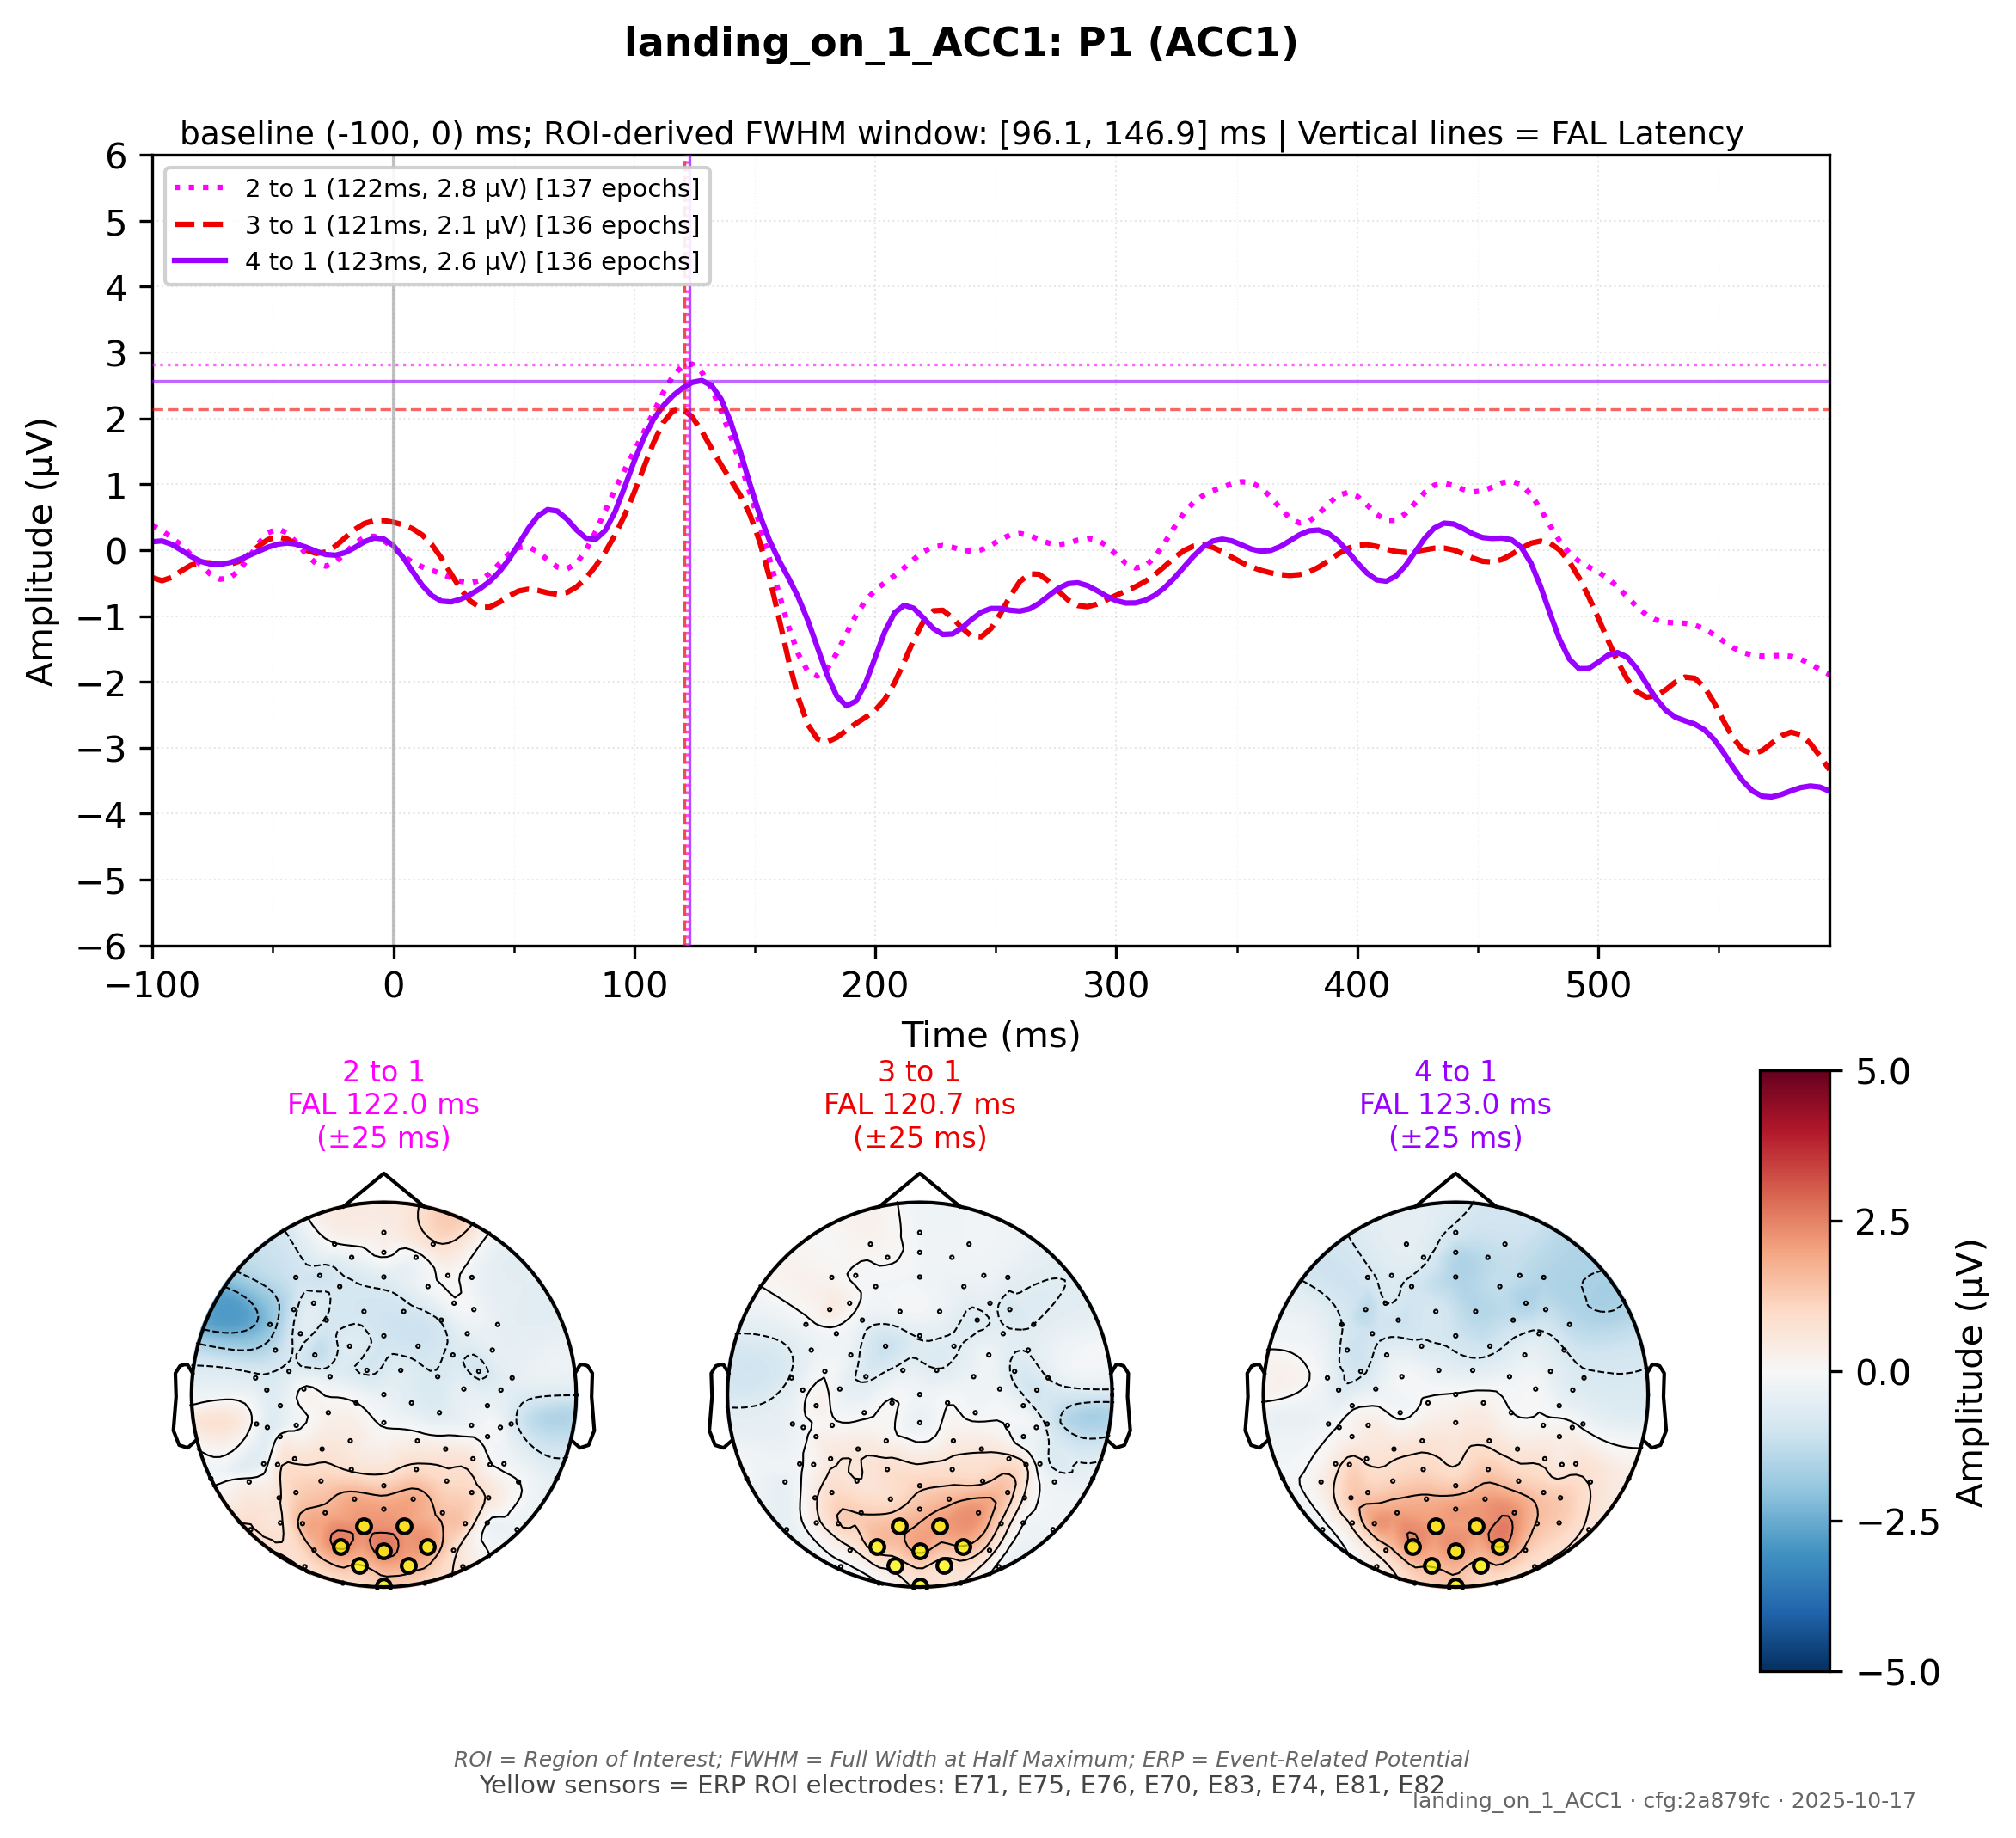 landing_on_1_ACC1: P1 (ACC1)
baseline (-100, 0) ms; ROI-derived FWHM window: [96.1, 146.9] ms | Vertical lines = FAL Latency
2 to 1 (122ms, 2.8 µV) [137 epochs]
3 to 1 (121ms, 2.1 µV) [136 epochs]
4 to 1 (123ms, 2.6 µV) [136 epochs]
6
5
4
3
2
1
0
−1
−2
−3
−4
−5
−6
Amplitude (µV)
−100 0 100 200 300 400 500
Time (ms)
2 to 1
FAL 122.0 ms
(±25 ms)
3 to 1
FAL 120.7 ms
(±25 ms)
4 to 1
FAL 123.0 ms
(±25 ms)
5.0
2.5
0.0
−2.5
−5.0
Amplitude (µV)
ROI = Region of Interest; FWHM = Full Width at Half Maximum; ERP = Event-Related Potential
Yellow sensors = ERP ROI electrodes: E71, E75, E76, E70, E83, E74, E81, E82
landing_on_1_ACC1 · cfg:2a879fc · 2025-10-17